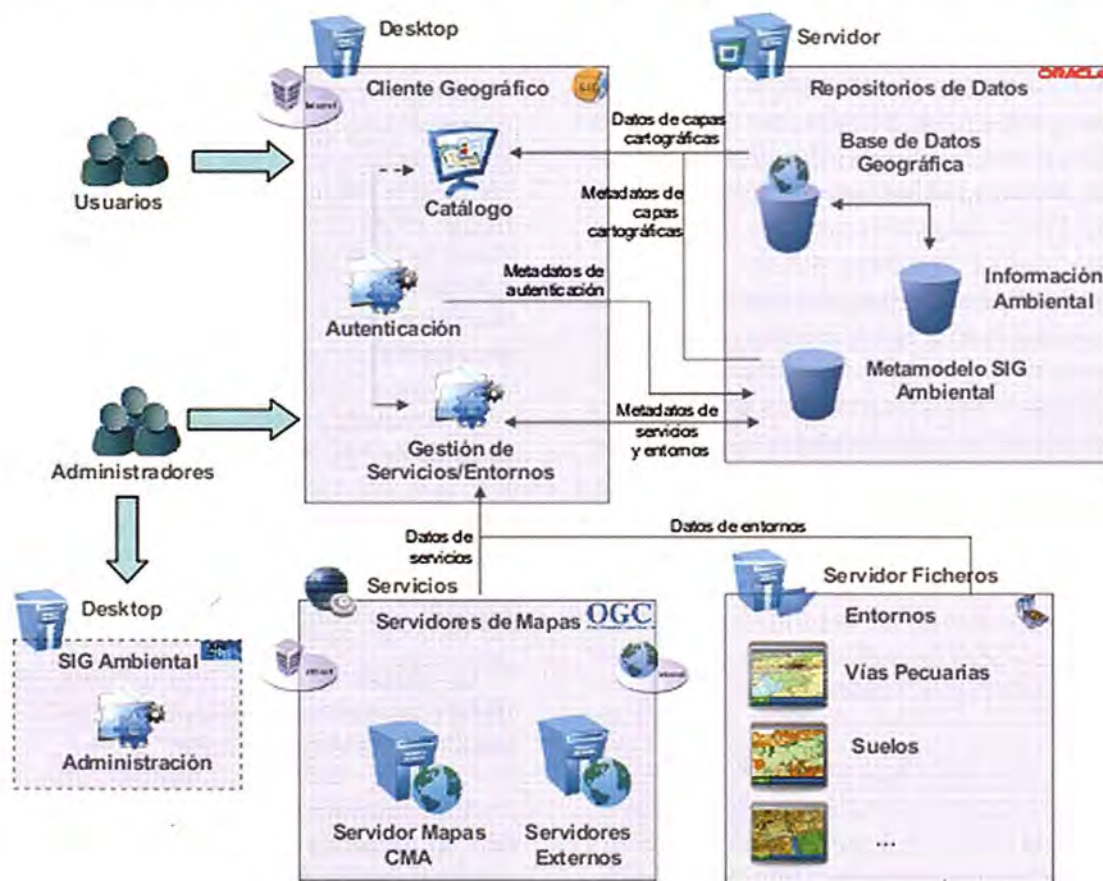 Desktop
Servidor
Cliente Geográfico
ORACLE
Repositorios de Datos
Datos de capas
cartográficas
Base de Datos
Geográfica
Usuarios
Catálogo
Metadatos de
capas
cartográficas
Metadatos de
autenticación
Información
Ambiental
Autenticación
Metamodelo SIG
Ambiental
Administradores
Gestión de
Servicios/Entornos
Metadatos de
servicios
y entornos
Datos de
servicios
Datos de entornos
Desktop
Servicios
Servidor Ficheros
SIG Ambiental
Servidores de Mapas
OGC
Entornos
Vías Pecuarias
Administración
Suelos
Servidor Mapas
CMA
Servidores
Externos
...